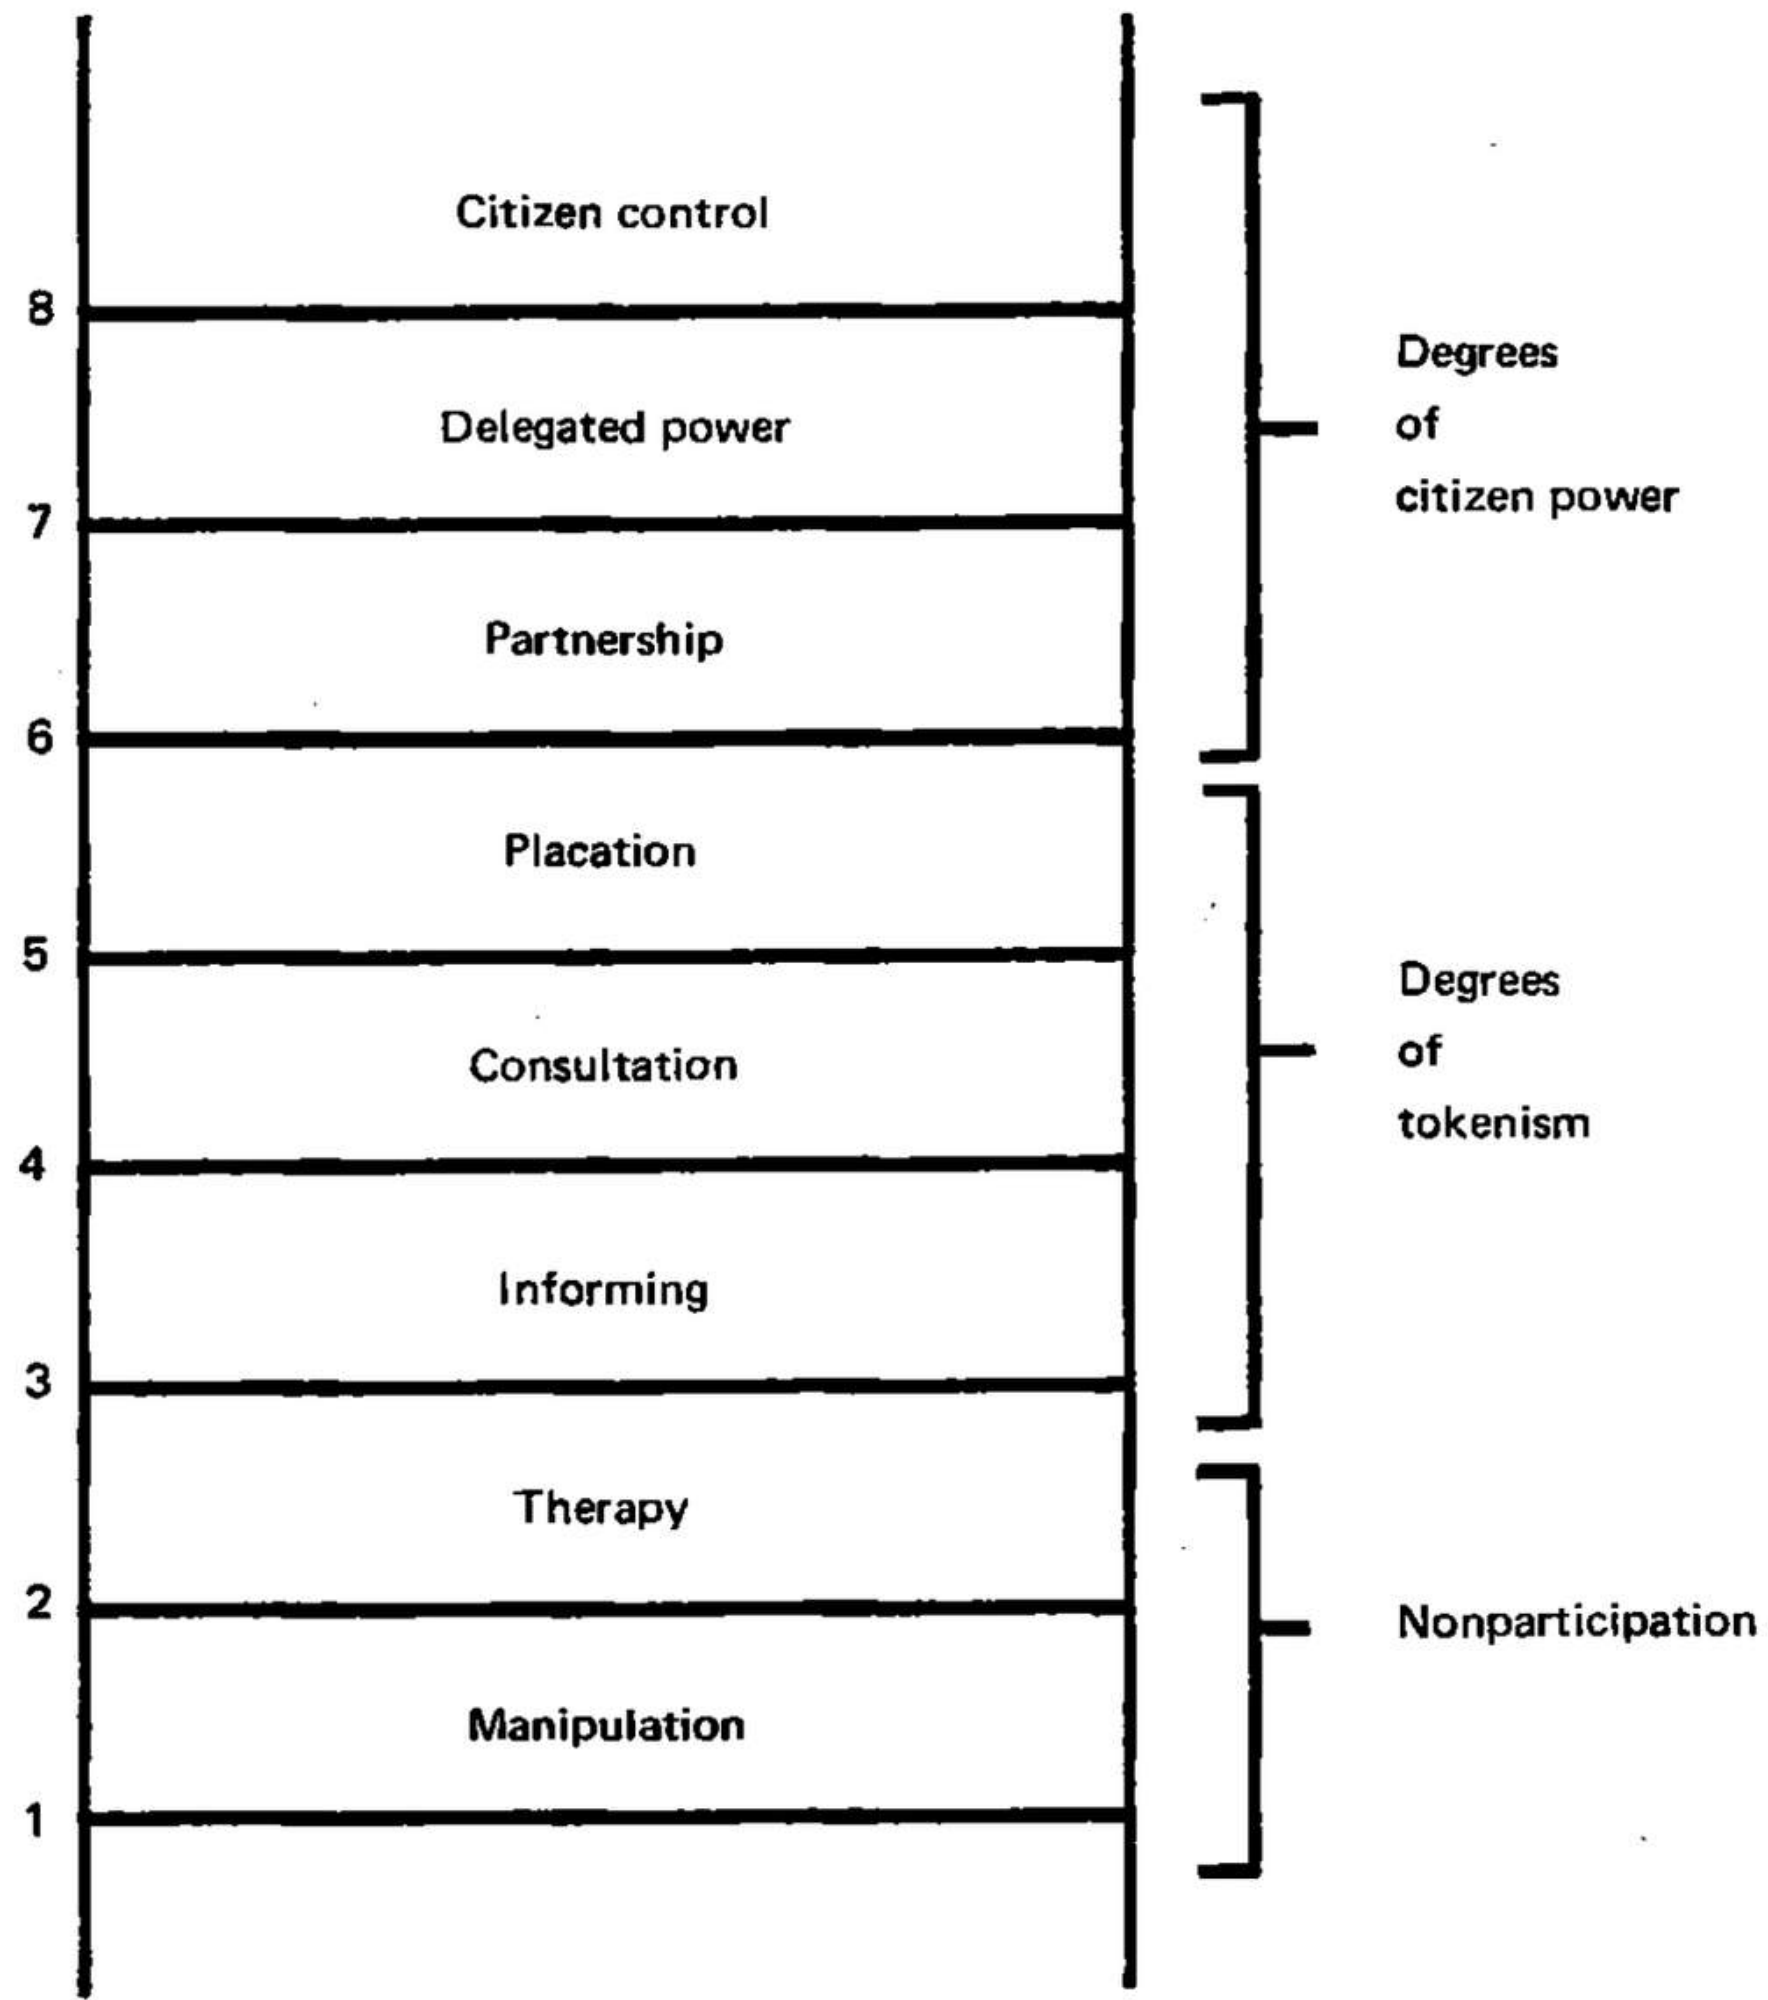 Citizen control
8
Delegated power
7
Partnership
6
Placation
5
Consultation
4
Informing
3
Therapy
2
Manipulation
1
Degrees
of
citizen power
Degrees
of
tokenism
Nonparticipation